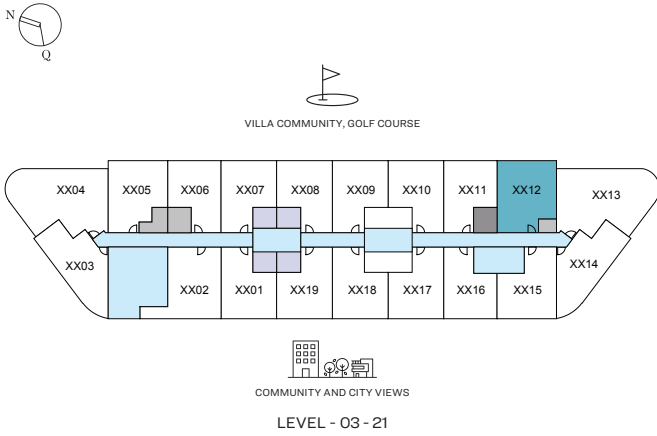 N
Q
VILLA COMMUNITY, GOLF COURSE
XX04 XX05 XX06 XX07 XX08 XX09 XX10 XX11 XX12 XX13
XX03 XX02 XX01 XX19 XX18 XX17 XX16 XX15 XX14
COMMUNITY AND CITY VIEWS
LEVEL - 03 - 21